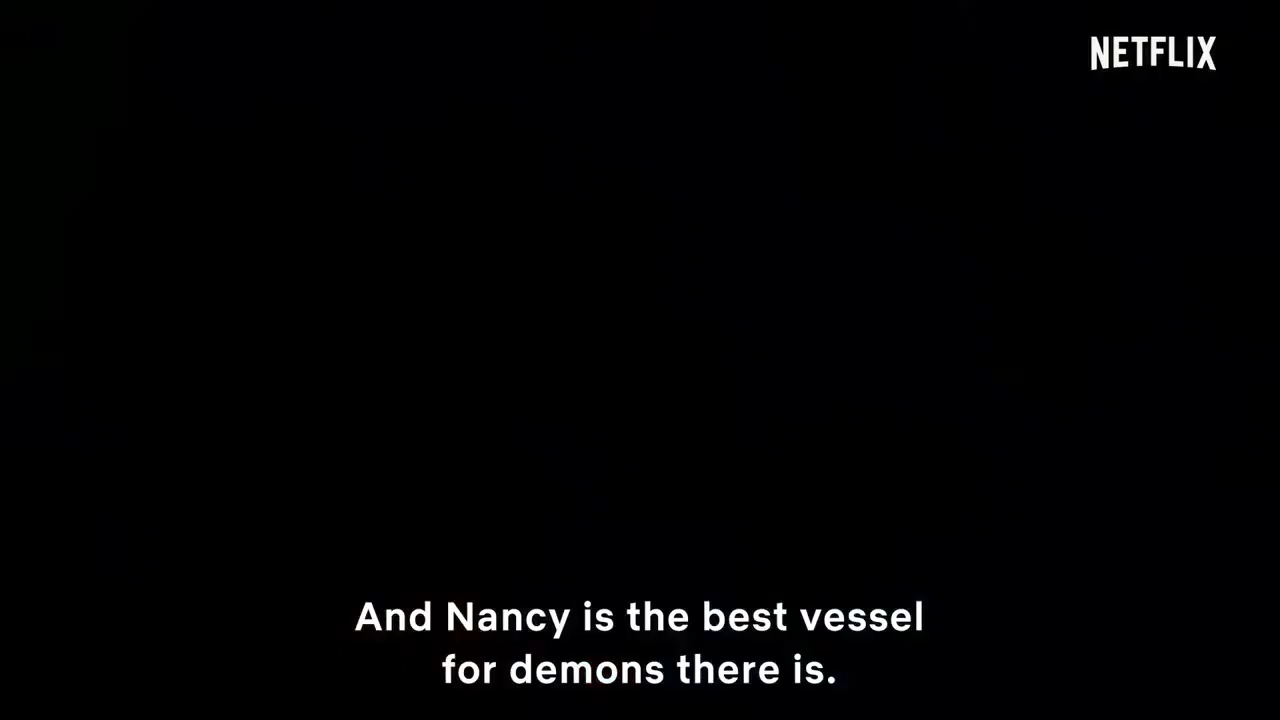 NETFLIX
And Nancy is the best vessel
for demons there is.